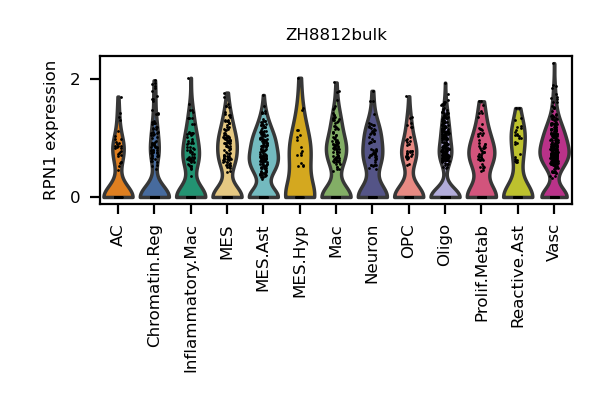 ZH8812bulk
RPN1 expression
2
0
AC
Chromatin.Reg
Inflammatory.Mac
MES
MES.Ast
MES.Hyp
Mac
Neuron
OPC
Oligo
Prolif.Metab
Reactive.Ast
Vasc